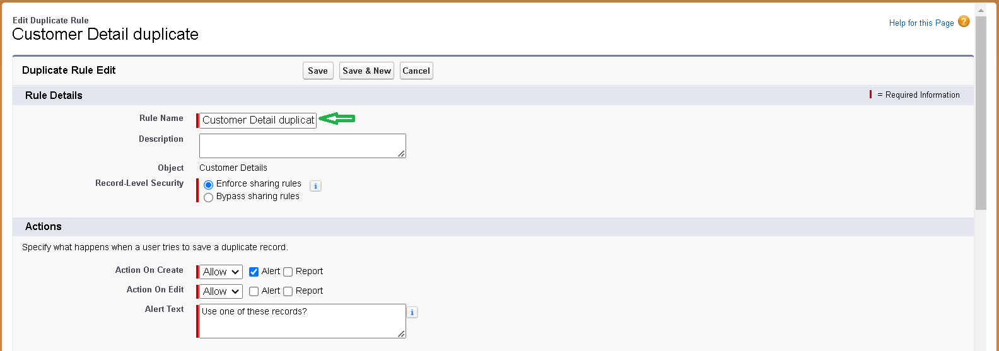 Edit Duplicate Rule
Customer Detail duplicate
Help for this Page ?
Duplicate Rule Edit Save Save & New Cancel
Rule Details = Required Information
Rule Name Customer Detail duplicat
Description
Object Customer Details
Record-Level Security Enforce sharing rules i
Bypass sharing rules
Actions
Specify what happens when a user tries to save a duplicate record.
Action On Create Allow Alert Report
Action On Edit Allow Alert Report
Alert Text Use one of these records? i